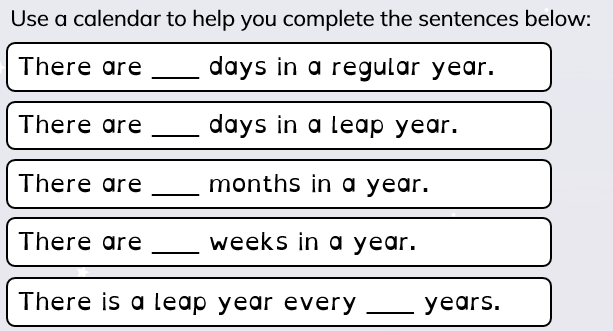 Use a calendar to help you complete the sentences below:
There are ____ days in a regular year.
There are ____ days in a leap year.
There are ____ months in a year.
There are ____ weeks in a year.
There is a leap year every ____ years.